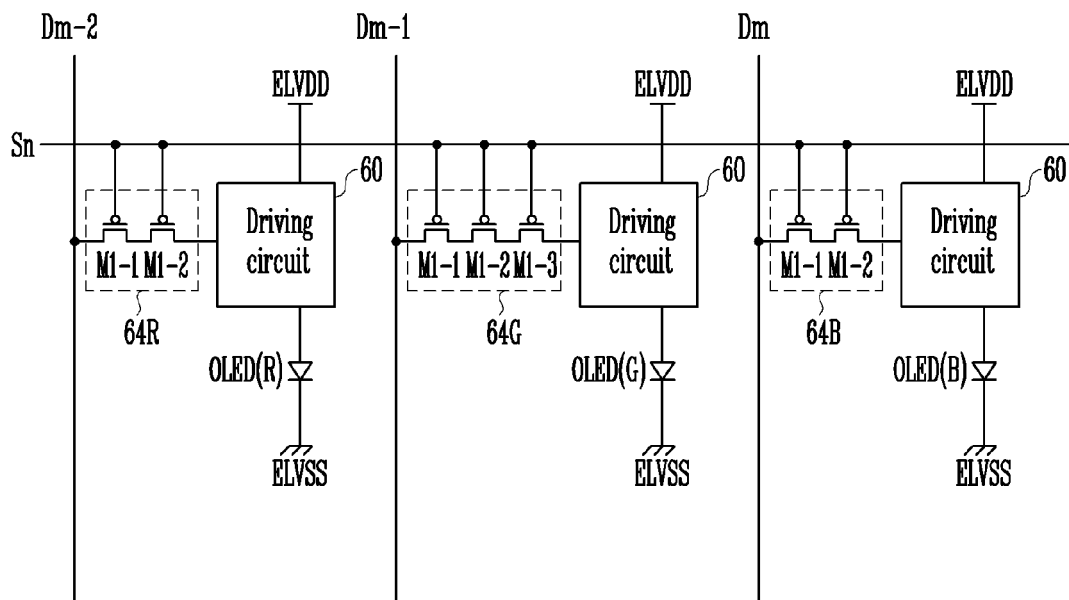 Dm-2 Dm-1 Dm
ELVDD ELVDD ELVDD
Sn
60 60 60
Driving circuit
Driving circuit
Driving circuit
M1-1 M1-2 M1-1 M1-2 M1-3 M1-1 M1-2
64R 64G 64B
OLED(R) OLED(G) OLED(B)
ELVSS ELVSS ELVSS